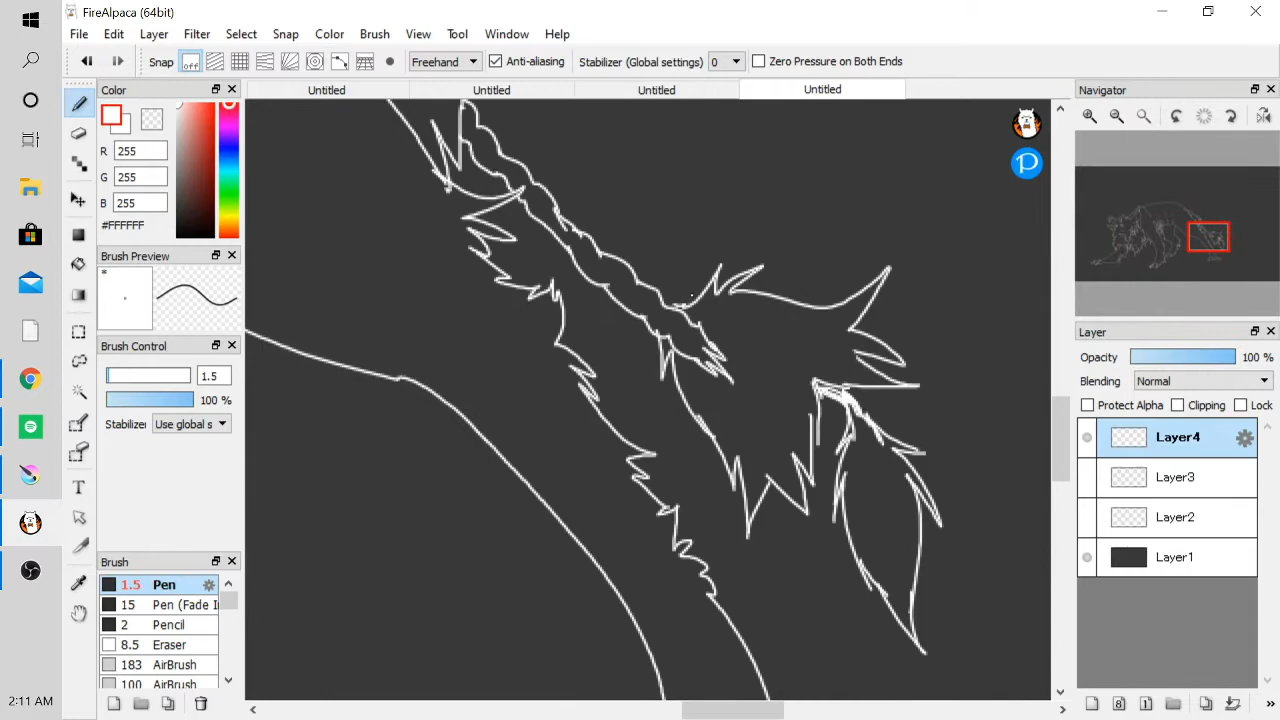 FireAlpaca (64bit)
File Edit Layer Filter Select Snap Color Brush View Tool Window Help
Snap off Freehand Anti-aliasing Stabilizer (Global settings) 0 Zero Pressure on Both Ends
Color Untitled Untitled Untitled Untitled Navigator
R 255
G 255
B 255
#FFFFFF
Brush Preview
Brush Control
1.5
100 %
Stabilizer Use global s
Brush
1.5 Pen
15 Pen (Fade I
2 Pencil
8.5 Eraser
183 AirBrush
100 AirBrush
Layer
Opacity 100 %
Blending Normal
Protect Alpha Clipping Lock
Layer4
Layer3
Layer2
Layer1
2:11 AM